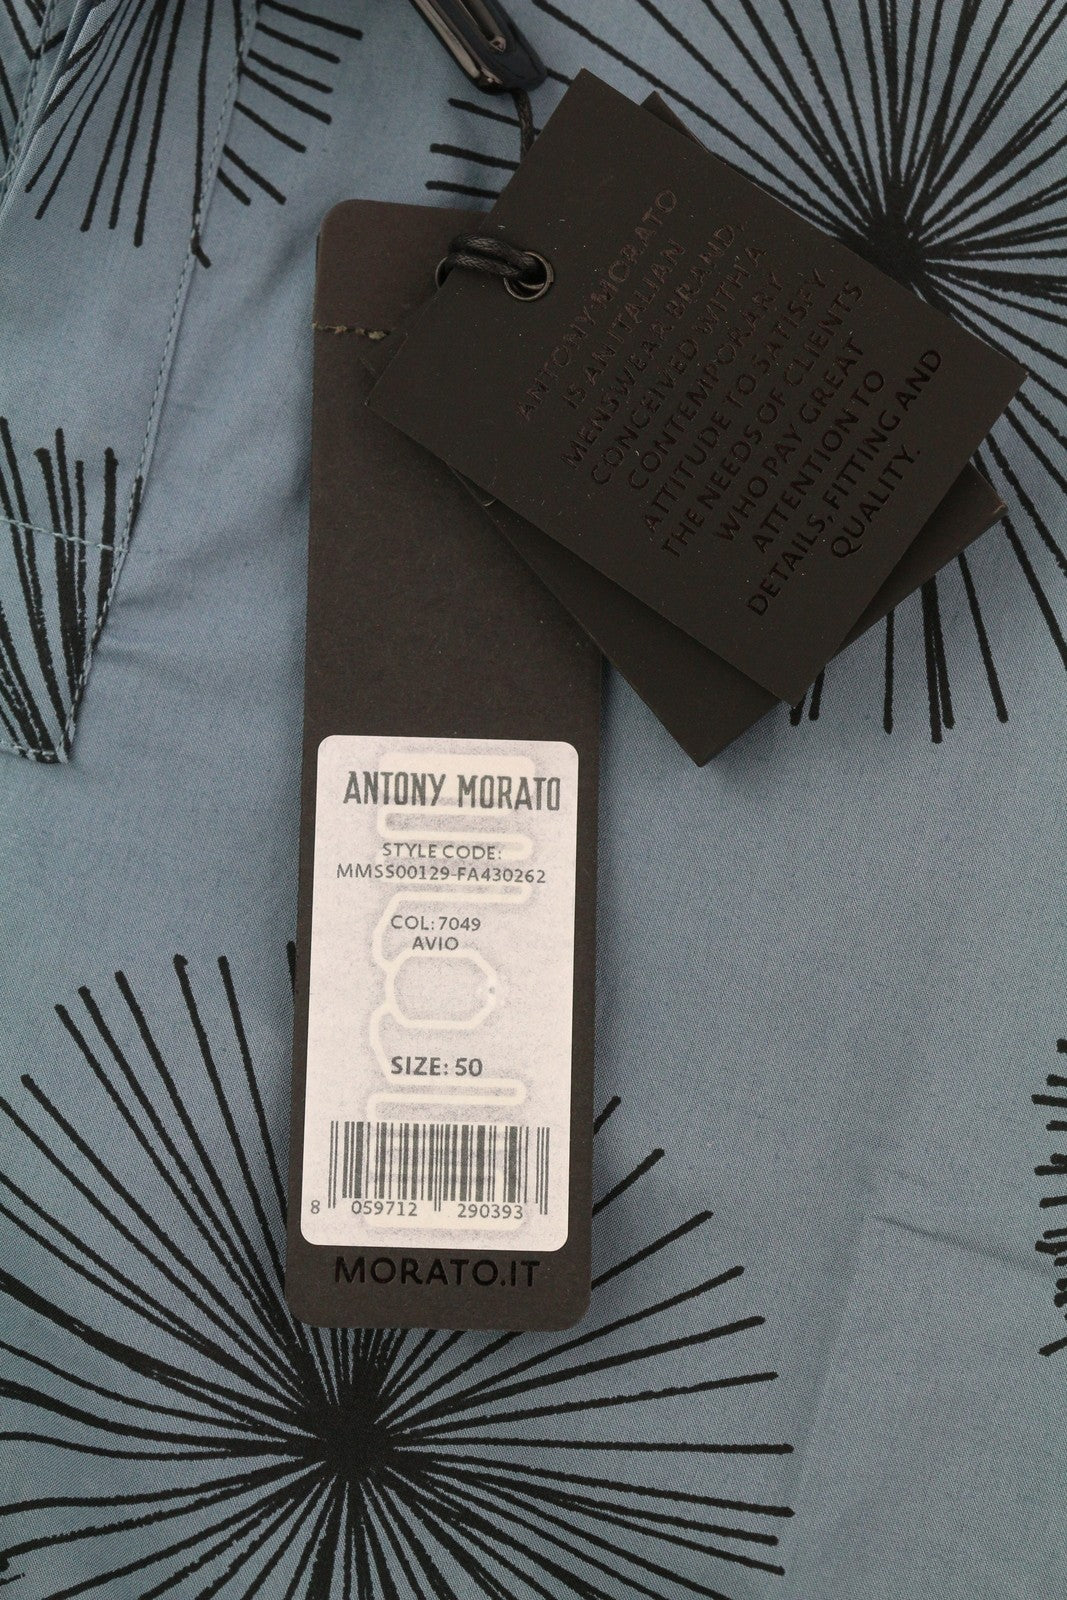 ANTONY MORATO
IS AN ITALIAN
MENSWEAR BRAND,
CONCEIVED WITH A
CONTEMPORARY
ATTITUDE TO SATISFY
THE NEEDS OF CLIENTS
WHO PAY GREAT
ATTENTION TO
DETAILS, FITTING AND
QUALITY.
ANTONY MORATO
STYLE CODE:
MMSS00129-FA430262
COL: 7049
AVIO
SIZE: 50
8 059712 290393
MORATO.IT